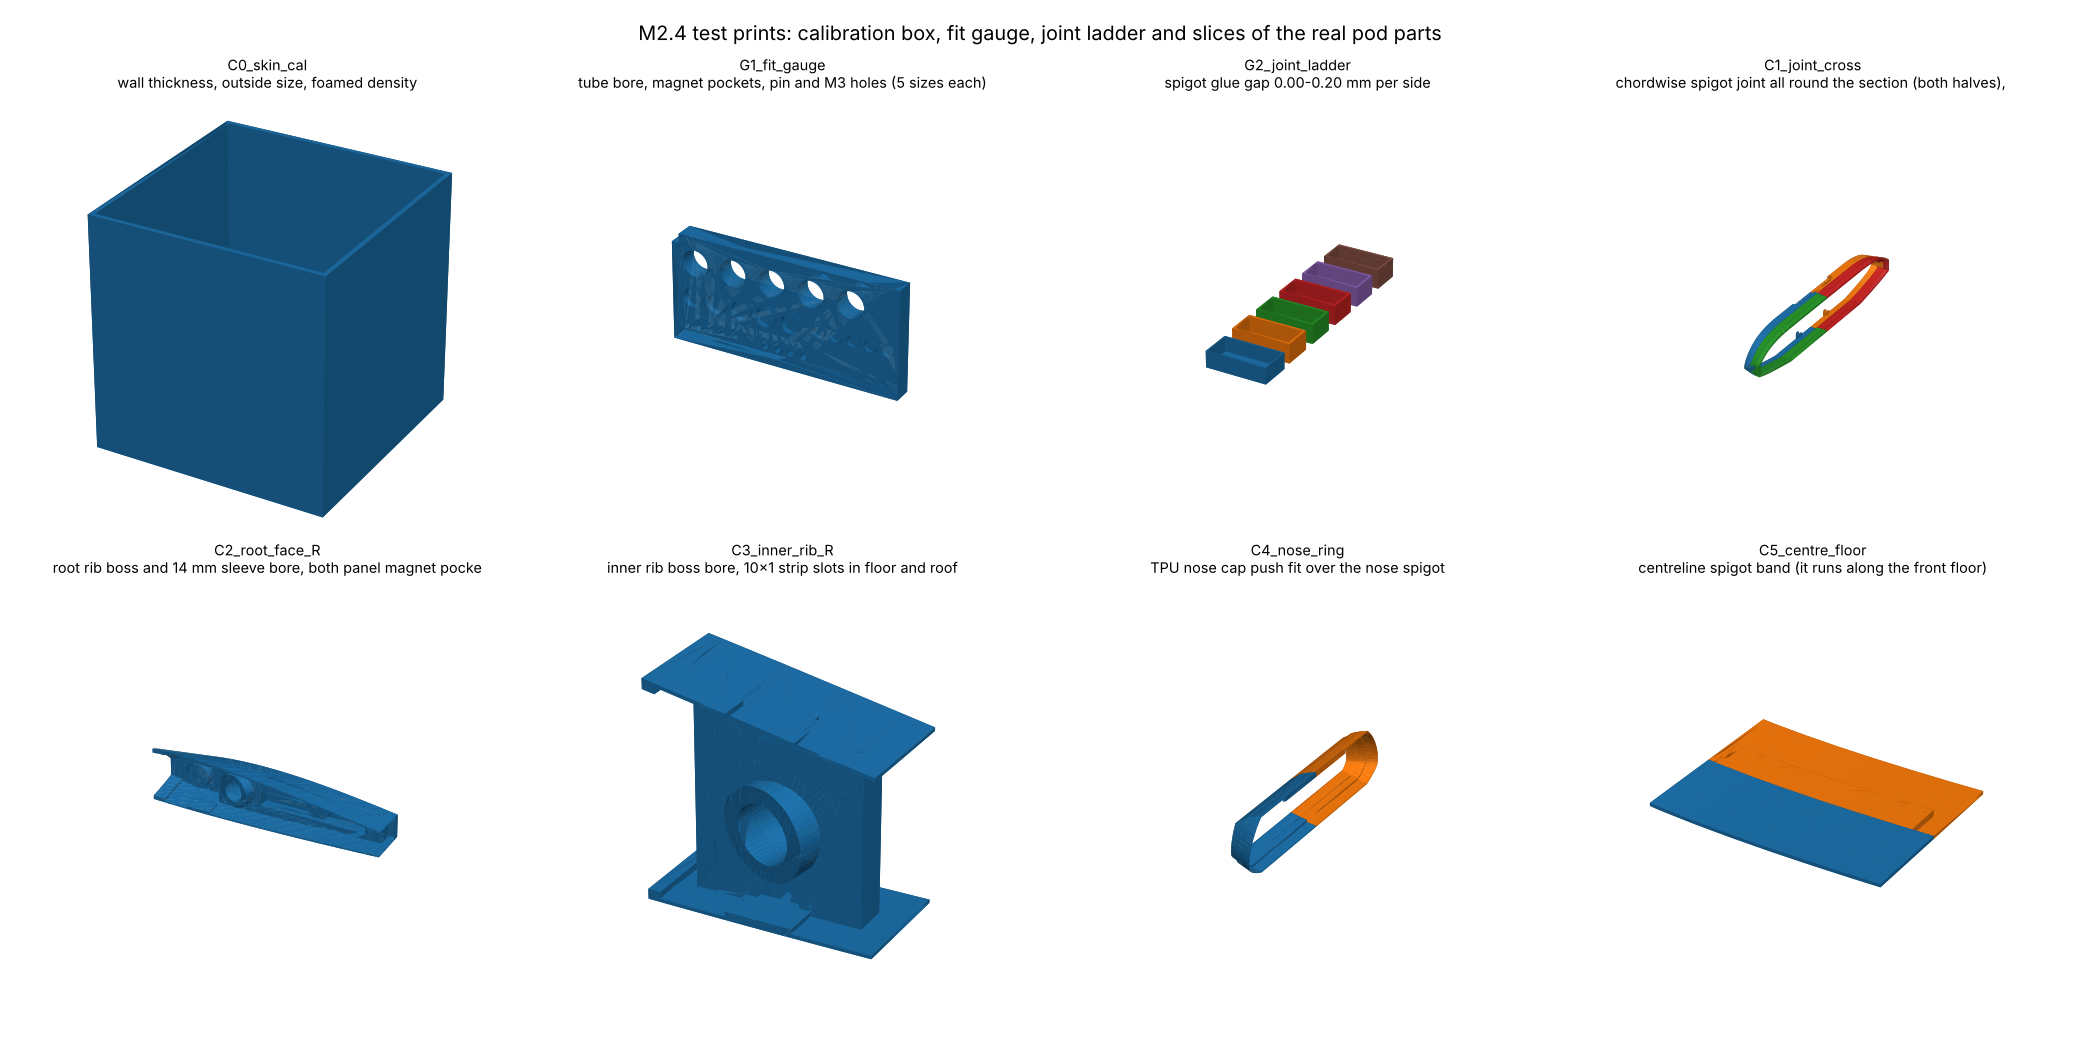 M2.4 test prints: calibration box, fit gauge, joint ladder and slices of the real pod parts
C0_skin_cal
wall thickness, outside size, foamed density
G1_fit_gauge
tube bore, magnet pockets, pin and M3 holes (5 sizes each)
G2_joint_ladder
spigot glue gap 0.00-0.20 mm per side
C1_joint_cross
chordwise spigot joint all round the section (both halves),
C2_root_face_R
root rib boss and 14 mm sleeve bore, both panel magnet pocke
C3_inner_rib_R
inner rib boss bore, 10×1 strip slots in floor and roof
C4_nose_ring
TPU nose cap push fit over the nose spigot
C5_centre_floor
centreline spigot band (it runs along the front floor)